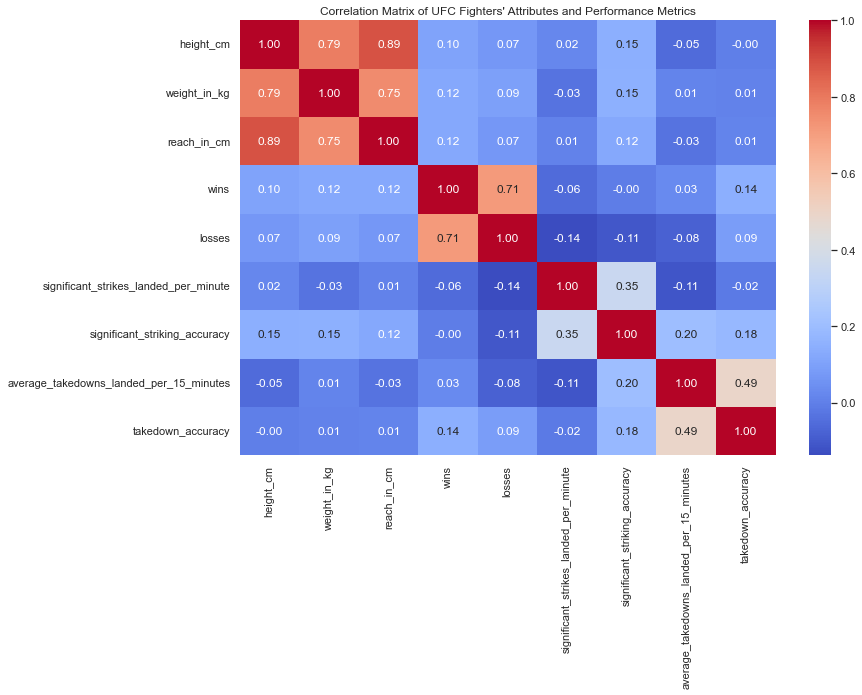 Correlation Matrix of UFC Fighters' Attributes and Performance Metrics
height_cm 1.00 0.79 0.89 0.10 0.07 0.02 0.15 -0.05 -0.00
weight_in_kg 0.79 1.00 0.75 0.12 0.09 -0.03 0.15 0.01 0.01
reach_in_cm 0.89 0.75 1.00 0.12 0.07 0.01 0.12 -0.03 0.01
wins 0.10 0.12 0.12 1.00 0.71 -0.06 -0.00 0.03 0.14
losses 0.07 0.09 0.07 0.71 1.00 -0.14 -0.11 -0.08 0.09
significant_strikes_landed_per_minute 0.02 -0.03 0.01 -0.06 -0.14 1.00 0.35 -0.11 -0.02
significant_striking_accuracy 0.15 0.15 0.12 -0.00 -0.11 0.35 1.00 0.20 0.18
average_takedowns_landed_per_15_minutes -0.05 0.01 -0.03 0.03 -0.08 -0.11 0.20 1.00 0.49
takedown_accuracy -0.00 0.01 0.01 0.14 0.09 -0.02 0.18 0.49 1.00
height_cm
weight_in_kg
reach_in_cm
wins
losses
significant_strikes_landed_per_minute
significant_striking_accuracy
average_takedowns_landed_per_15_minutes
takedown_accuracy
1.0
0.8
0.6
0.4
0.2
0.0